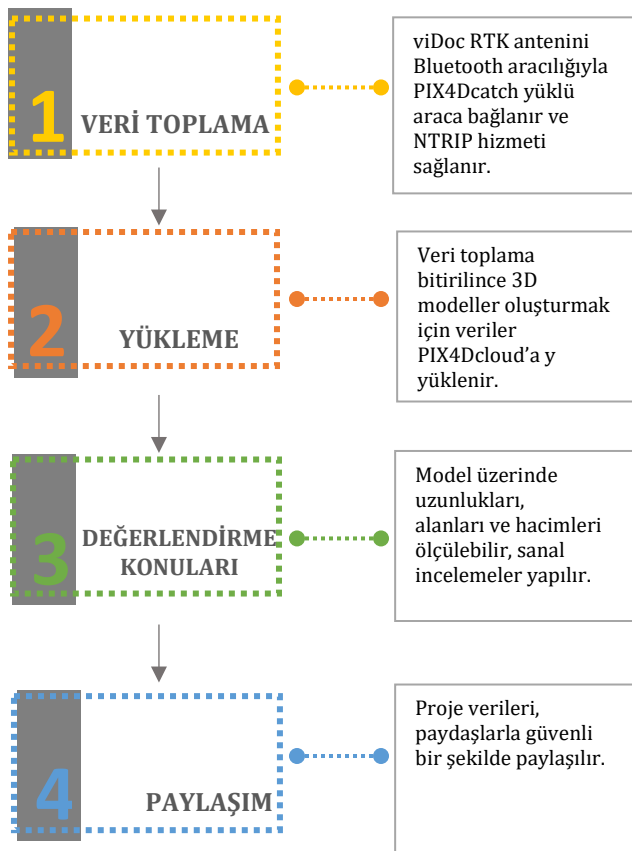 1
VERİ TOPLAMA
viDoc RTK antenini
Bluetooth aracılığıyla
PIX4Dcatch yüklü
araca bağlanır ve
NTRIP hizmeti
sağlanır.
2
YÜKLEME
Veri toplama
bitirilince 3D
modeller oluşturmak
için veriler
PIX4Dcloud’a y
yüklenir.
3
DEĞERLENDİRME
KONULARI
Model üzerinde
uzunlukları,
alanları ve hacimleri
ölçülebilir, sanal
incelemeler yapılır.
4
PAYLAŞIM
Proje verileri,
paydaşlarla güvenli
bir şekilde paylaşılır.